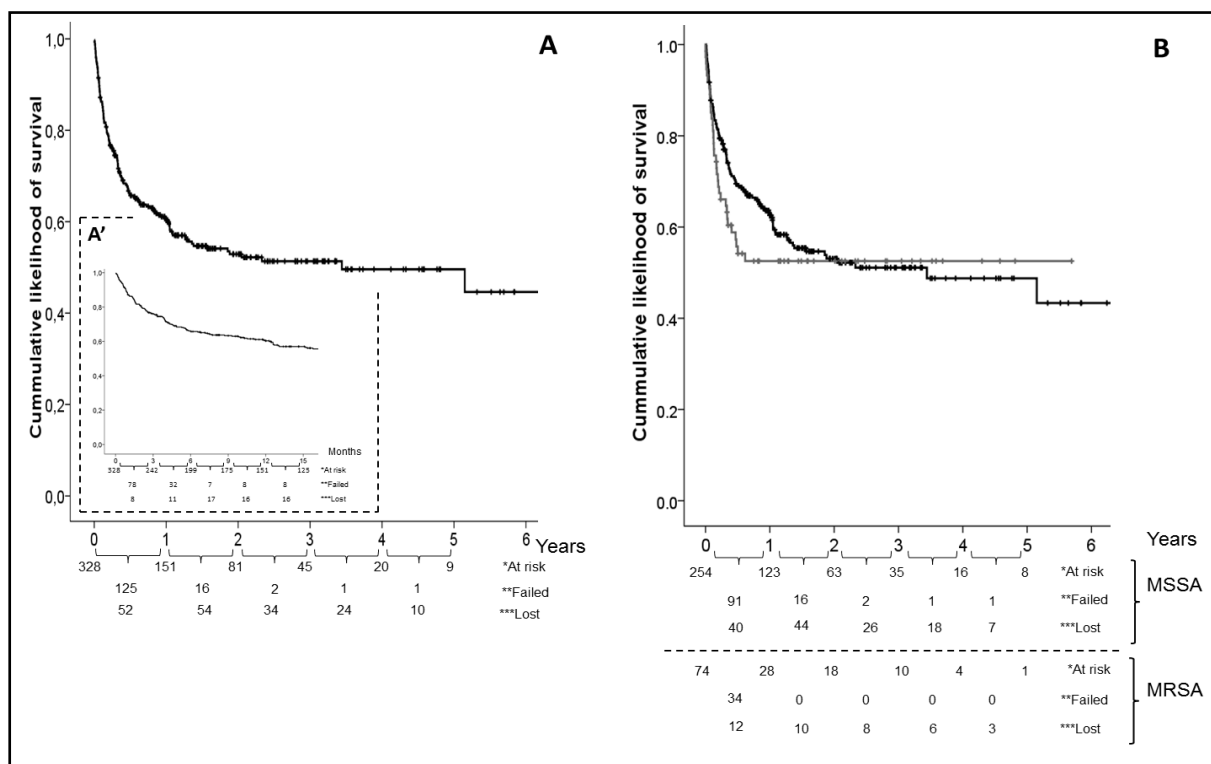 A
Cummulative likelihood of survival
1,0
0,8
0,6
0,4
0,2
0,0
0 1 2 3 4 5 6 Years
328 151 81 45 20 9 *At risk
125 16 2 1 1 **Failed
52 54 34 24 10 ***Lost
A’
1,0
0,8
0,6
0,4
0,2
0,0
0 3 6 9 12 15 Months
328 242 199 175 151 125 *At risk
78 32 7 8 8 **Failed
8 11 17 16 16 ***Lost
B
Cummulative likelihood of survival
1.0
0.8
0.6
0.4
0.2
0.0
0 1 2 3 4 5 6 Years
254 123 63 35 16 8 *At risk
91 16 2 1 1 **Failed
40 44 26 18 7 ***Lost
MSSA
74 28 18 10 4 1 *At risk
34 0 0 0 0 **Failed
12 10 8 6 3 ***Lost
MRSA